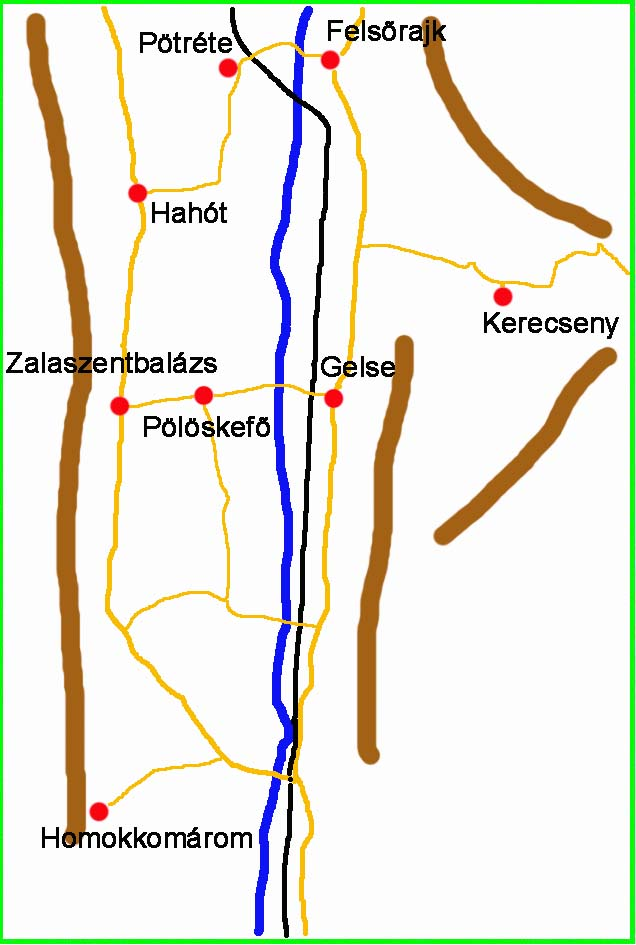 Felsőrajk
Pötréte
Hahót
Kerecseny
Zalaszentbalázs
Gelse
Pölöskefő
Homokkomárom